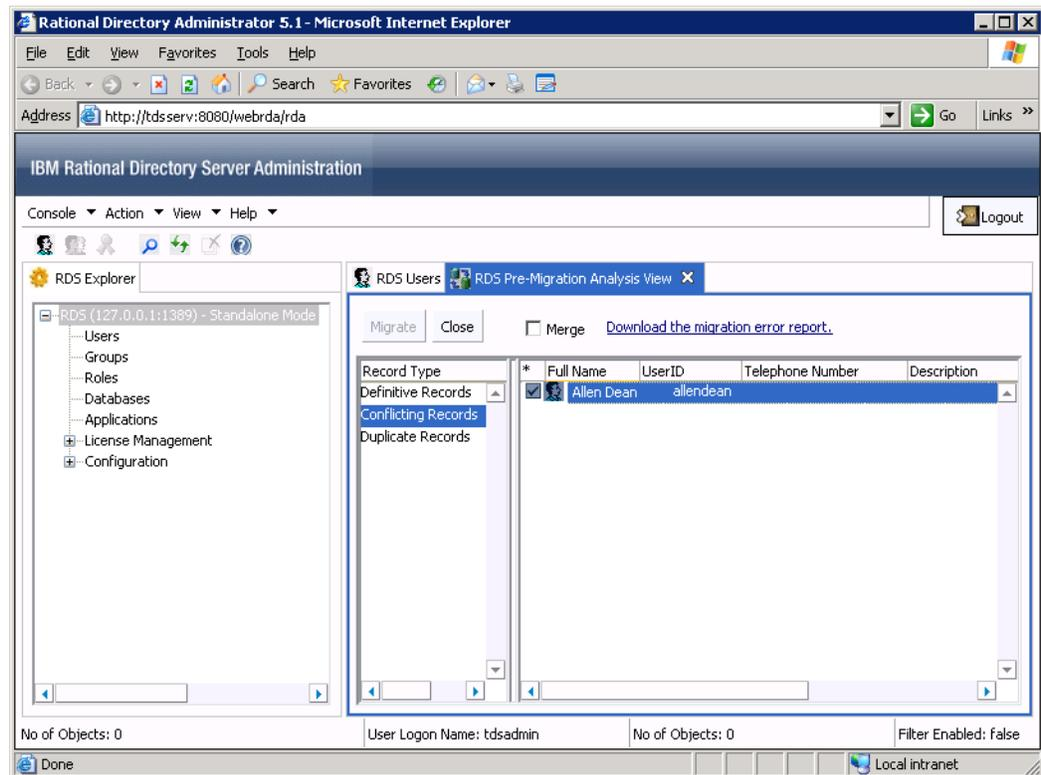 Rational Directory Administrator 5.1 - Microsoft Internet Explorer
File Edit View Favorites Tools Help
Back Search Favorites
Address http://tdsserv:8080/webrda/rda Go Links »
IBM Rational Directory Server Administration
Console Action View Help
Logout
RDS Explorer
RDS Users RDS Pre-Migration Analysis View
RDS (127.0.0.1:1389) - Standalone Mode
Users
Groups
Roles
Databases
Applications
License Management
Configuration
Migrate Close Merge Download the migration error report.
Record Type
Definitive Records
Conflicting Records
Duplicate Records
* Full Name UserID Telephone Number Description
Allen Dean allendean
No of Objects: 0 User Logon Name: tdsadmin No of Objects: 0 Filter Enabled: false
Done Local intranet